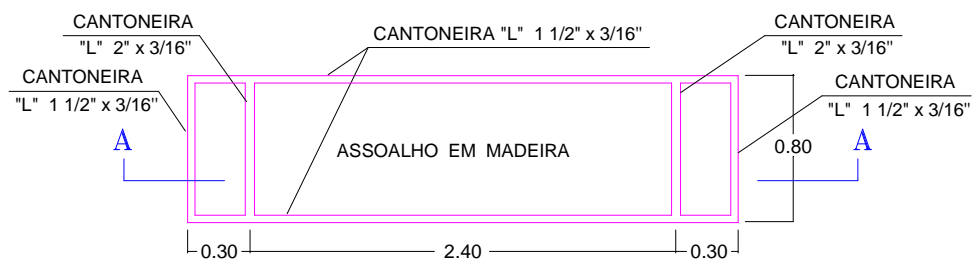 CANTONEIRA
"L" 2" x 3/16"
CANTONEIRA "L" 1 1/2" x 3/16"
CANTONEIRA
"L" 2" x 3/16"
CANTONEIRA
"L" 1 1/2" x 3/16"
CANTONEIRA
"L" 1 1/2" x 3/16"
A
ASSOALHO EM MADEIRA
0.80
A
0.30 2.40 0.30